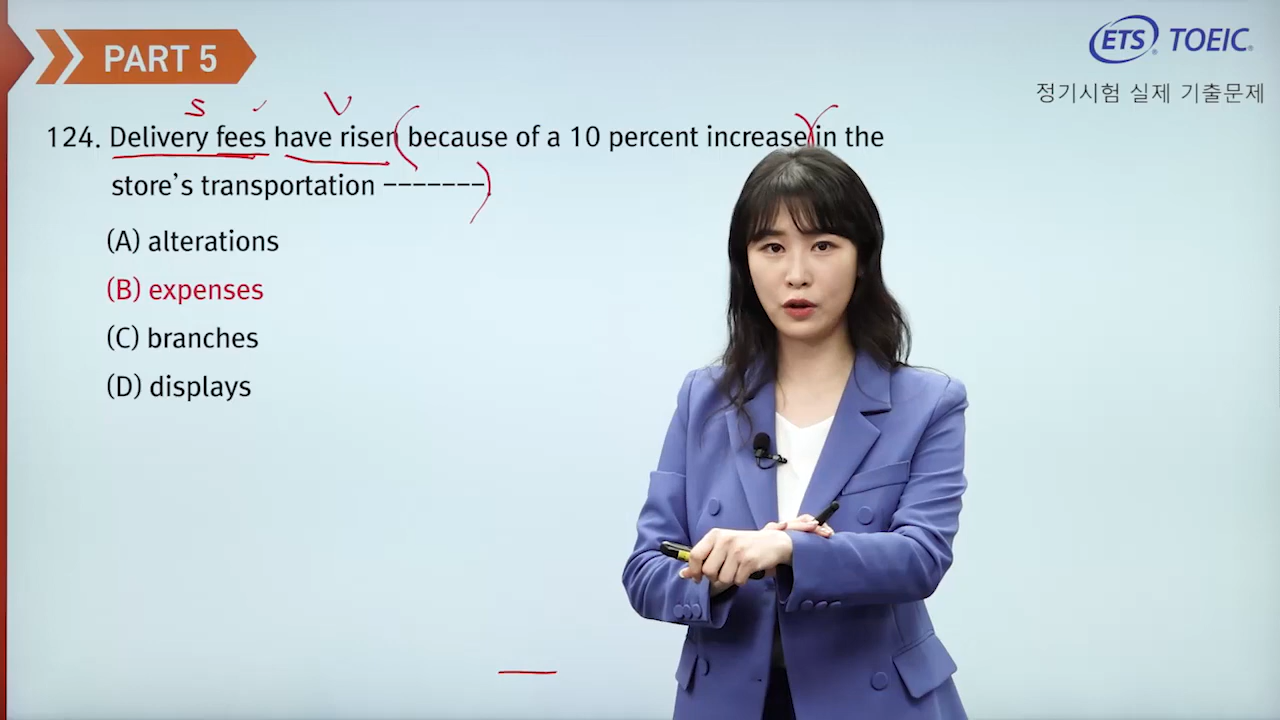 PART 5
ETS TOEIC
정기시험 실제 기출문제
S V
124. Delivery fees have risen because of a 10 percent increase in the
store's transportation -------.
(A) alterations
(B) expenses
(C) branches
(D) displays